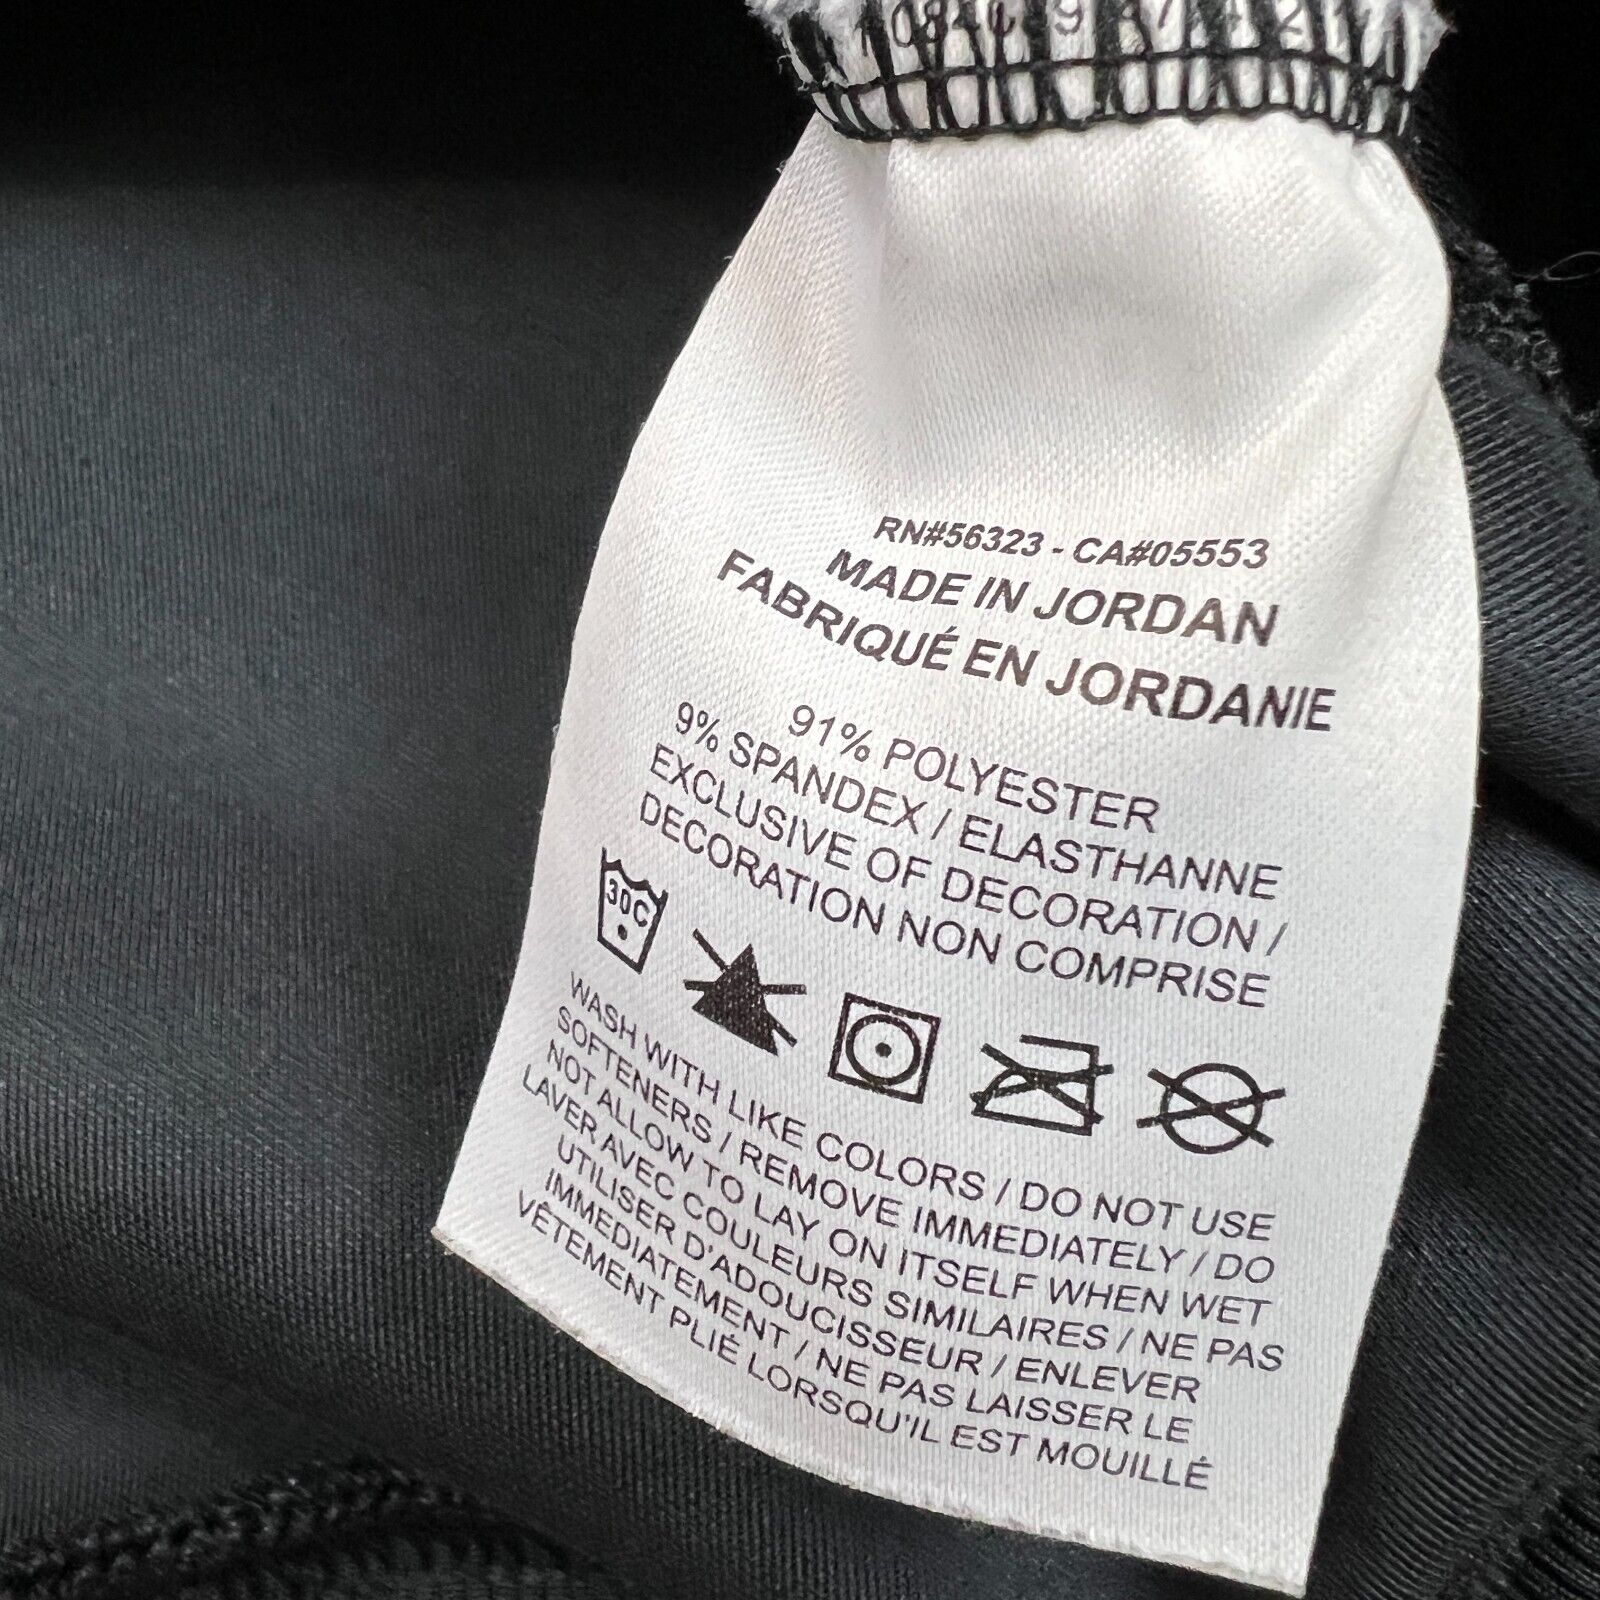 RN#56323 - CA#05553
MADE IN JORDAN
FABRIQUÉ EN JORDANIE
91% POLYESTER
9% SPANDEX / ELASTHANNE
EXCLUSIVE OF DECORATION /
DECORATION NON COMPRISE
30C
WASH WITH LIKE COLORS / DO NOT USE
SOFTENERS / REMOVE IMMEDIATELY / DO
NOT ALLOW TO LAY ON ITSELF WHEN WET
LAVER AVEC COULEURS SIMILAIRES / NE PAS
UTILISER D'ADOUCISSEUR / ENLEVER
IMMEDIATEMENT / NE PAS LAISSER LE
VÊTEMENT PLIÉ LORSQU'IL EST MOUILLÉ